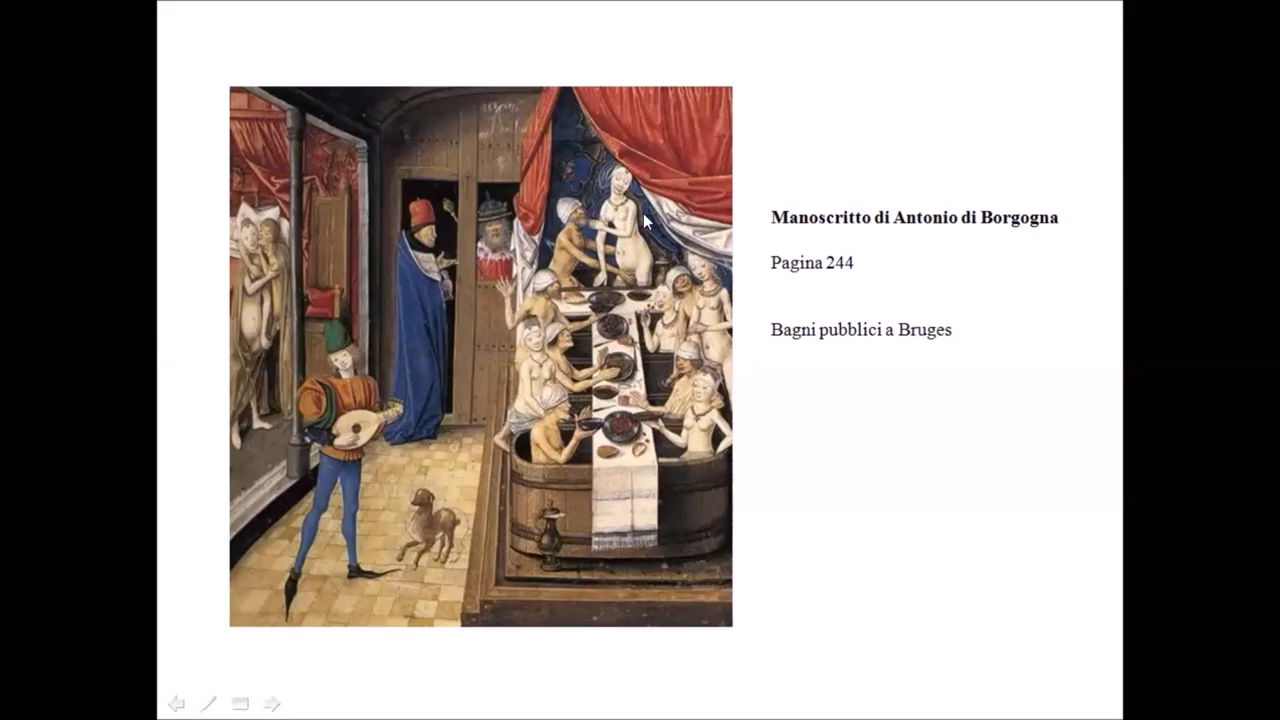 Manoscritto di Antonio di Borgogna
Pagina 244
Bagni pubblici a Bruges